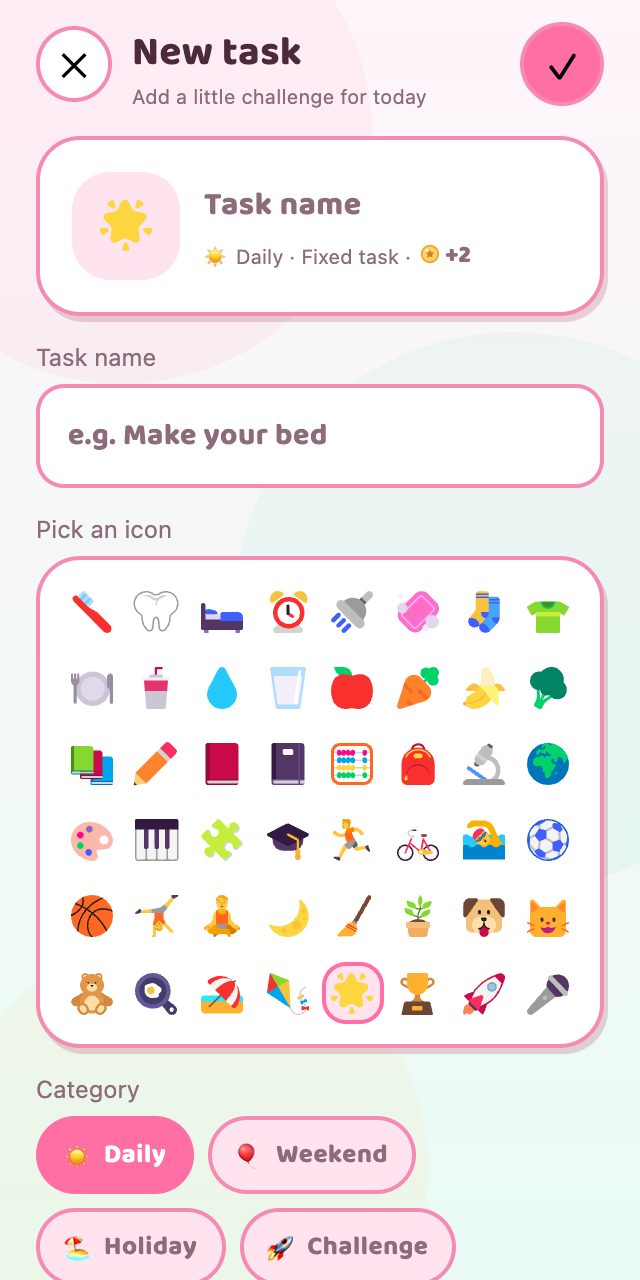 New task
Add a little challenge for today
Task name
Daily · Fixed task · +2
Task name
e.g. Make your bed
Pick an icon
Category
Daily
Weekend
Holiday
Challenge